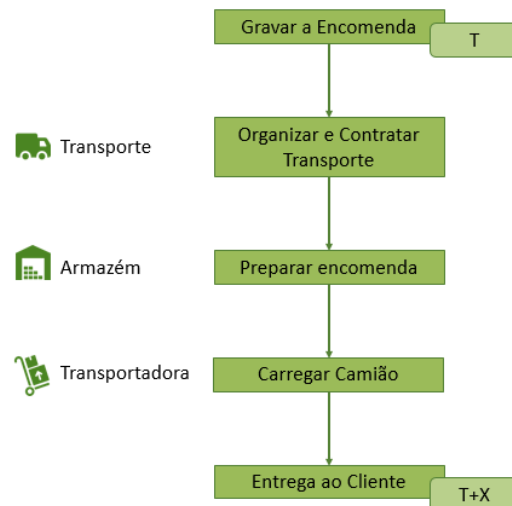 Gravar a Encomenda
T
Transporte
Organizar e Contratar
Transporte
Armazém
Preparar encomenda
Transportadora
Carregar Camião
Entrega ao Cliente
T+X